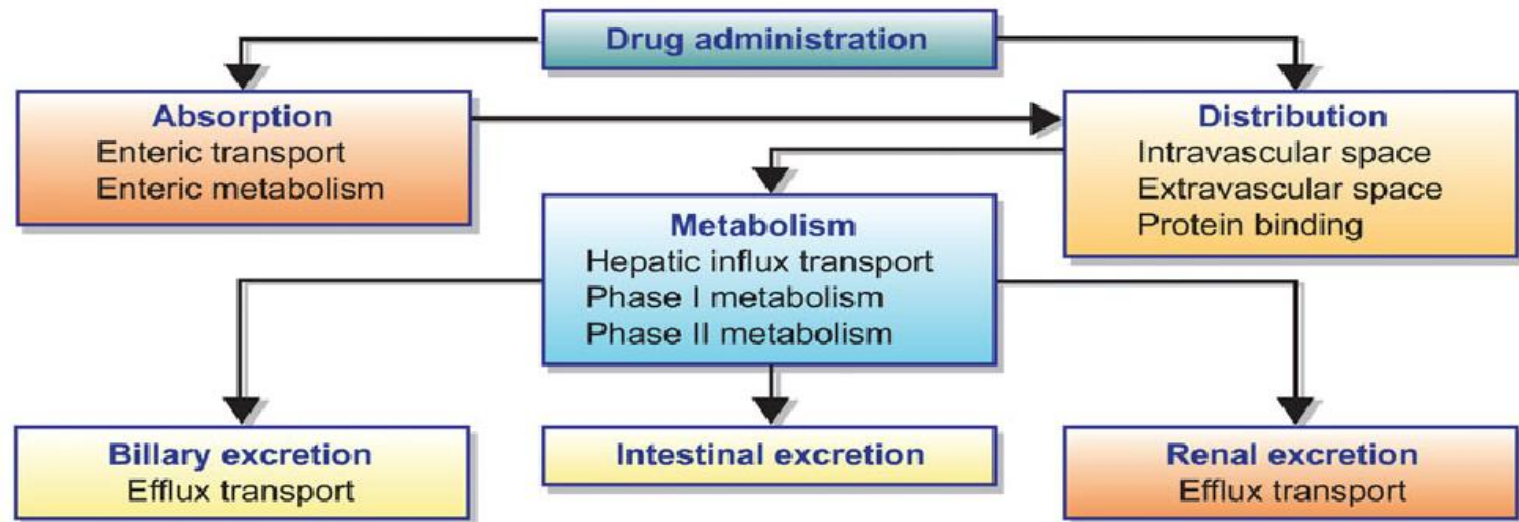 Drug administration
Absorption
Enteric transport
Enteric metabolism
Distribution
Intravascular space
Extravascular space
Protein binding
Metabolism
Hepatic influx transport
Phase I metabolism
Phase II metabolism
Billary excretion
Efflux transport
Intestinal excretion
Renal excretion
Efflux transport